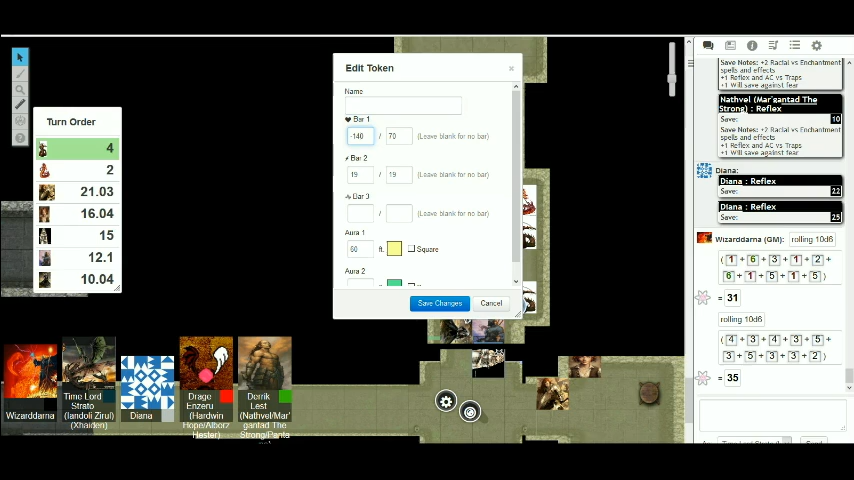 Turn Order
4
2
21.03
16.04
15
12.1
10.04
Edit Token
×
Name
Bar 1
-140 / 70 (Leave blank for no bar)
Bar 2
19 / 19 (Leave blank for no bar)
Bar 3
/ (Leave blank for no bar)
Aura 1
60 ft. Square
Aura 2
Save Changes
Cancel
Save Notes: +2 Racial vs Enchantment
spells and effects
+1 Reflex and AC vs Traps
+1 Will save against fear
Nathvel (Mar'gantad The
Strong) : Reflex
Save: 10
Save Notes: +2 Racial vs Enchantment
spells and effects
+1 Reflex and AC vs Traps
+1 Will save against fear
Diana:
Diana : Reflex
Save: 22
Diana : Reflex
Save: 25
Wizarddarna (GM): rolling 10d6
(1+6+3+1+2+
6+1+5+1+5)
= 31
rolling 10d6
(4+3+4+3+5+
3+5+3+3+2)
= 35
Wizarddarna
Time Lord
Strato
(Iandoli Zirul)
(Xhaiden)
Diana
Drage
Enzeru
(Hardwin
Hope/Alborz
Hester)
Derrik
Lest
(Nathvel/Mar'
gantad The
Strong/Panta